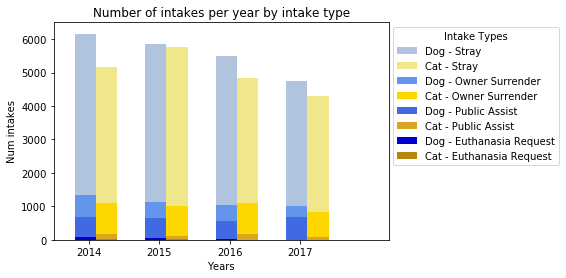 Number of intakes per year by intake type
Num intakes
6000
5000
4000
3000
2000
1000
0
2014
2015
2016
2017
Years
Intake Types
Dog - Stray
Cat - Stray
Dog - Owner Surrender
Cat - Owner Surrender
Dog - Public Assist
Cat - Public Assist
Dog - Euthanasia Request
Cat - Euthanasia Request